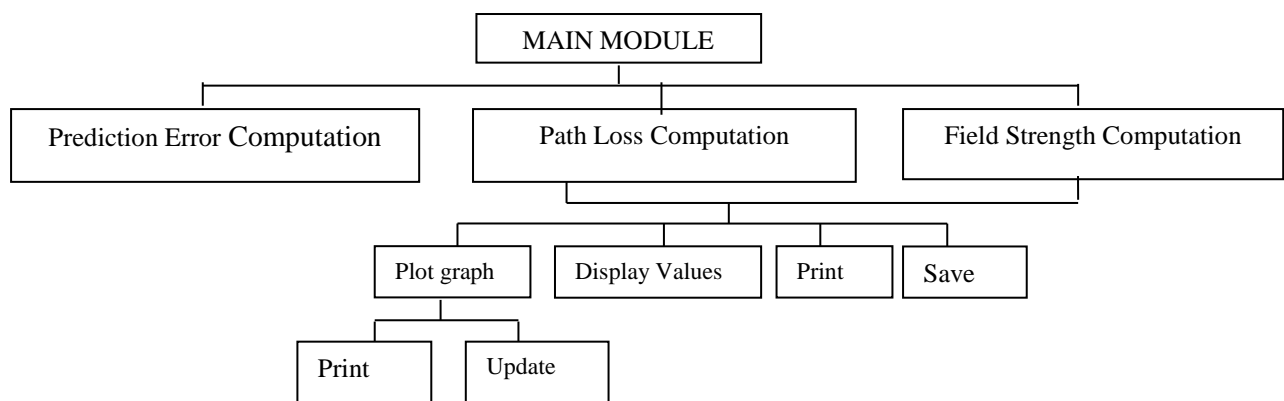 MAIN MODULE
Prediction Error Computation
Path Loss Computation
Field Strength Computation
Plot graph
Display Values
Print
Save
Print
Update